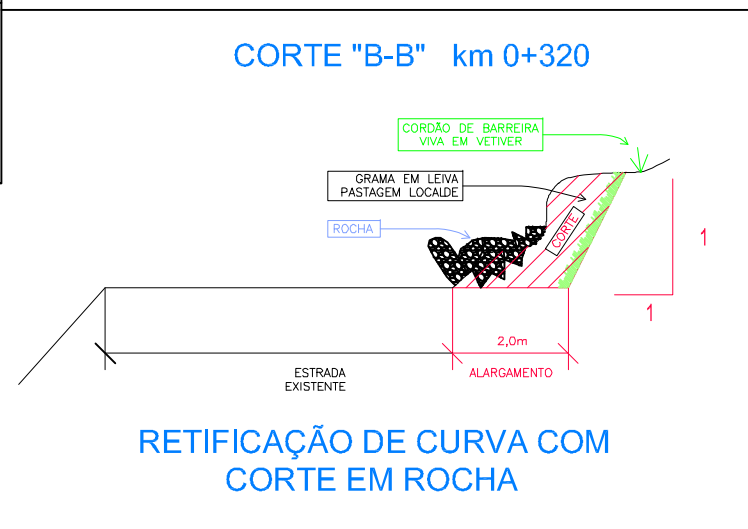 CORTE "B-B" km 0+320
CORDÃO DE BARREIRA
VIVA EM VETIVER
GRAMA EM LEIVA
PASTAGEM LOCALDE
ROCHA
CORTE
1
1
2,0m
ESTRADA
EXISTENTE
ALARGAMENTO
RETIFICAÇÃO DE CURVA COM
CORTE EM ROCHA